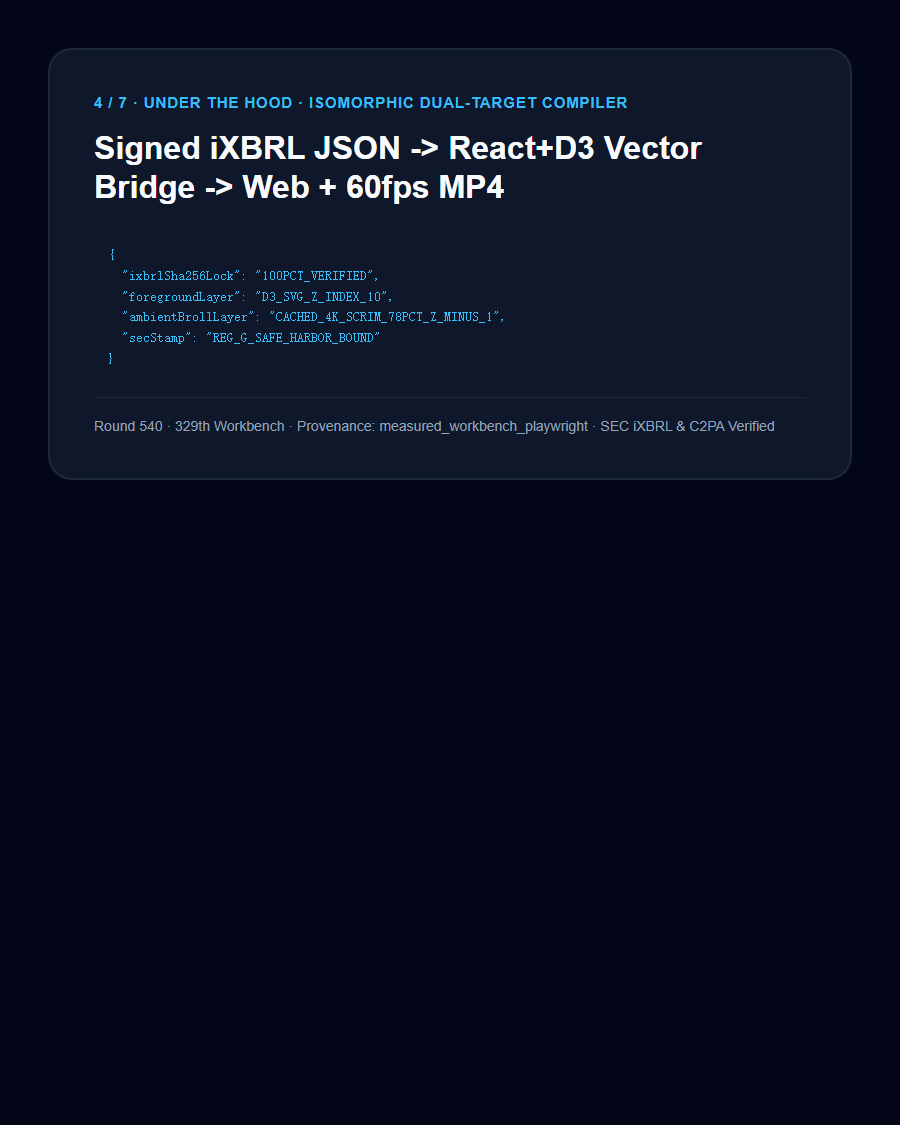 4 / 7 · UNDER THE HOOD · ISOMORPHIC DUAL-TARGET COMPILER
Signed iXBRL JSON -> React+D3 Vector
Bridge -> Web + 60fps MP4
{
"ixbrlSha256Lock": "100PCT_VERIFIED",
"foregroundLayer": "D3_SVG_Z_INDEX_10",
"ambientBrollLayer": "CACHED_4K_SCRIM_78PCT_Z_MINUS_1",
"secStamp": "REG_G_SAFE_HARBOR_BOUND"
}
Round 540 · 329th Workbench · Provenance: measured_workbench_playwright · SEC iXBRL & C2PA Verified